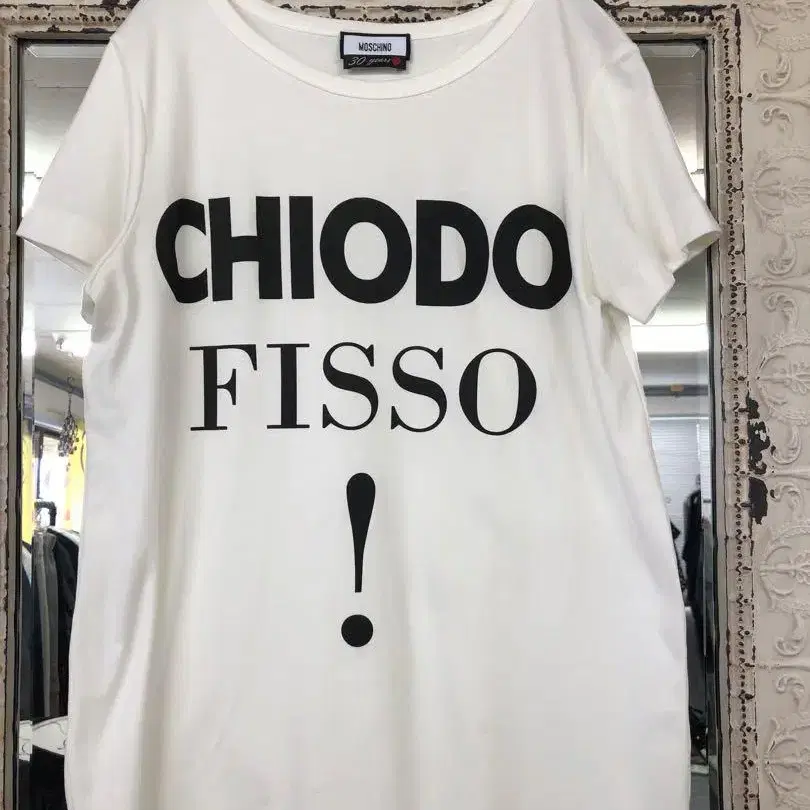 MOSCHINO
30 years
CHIODO
FISSO
!